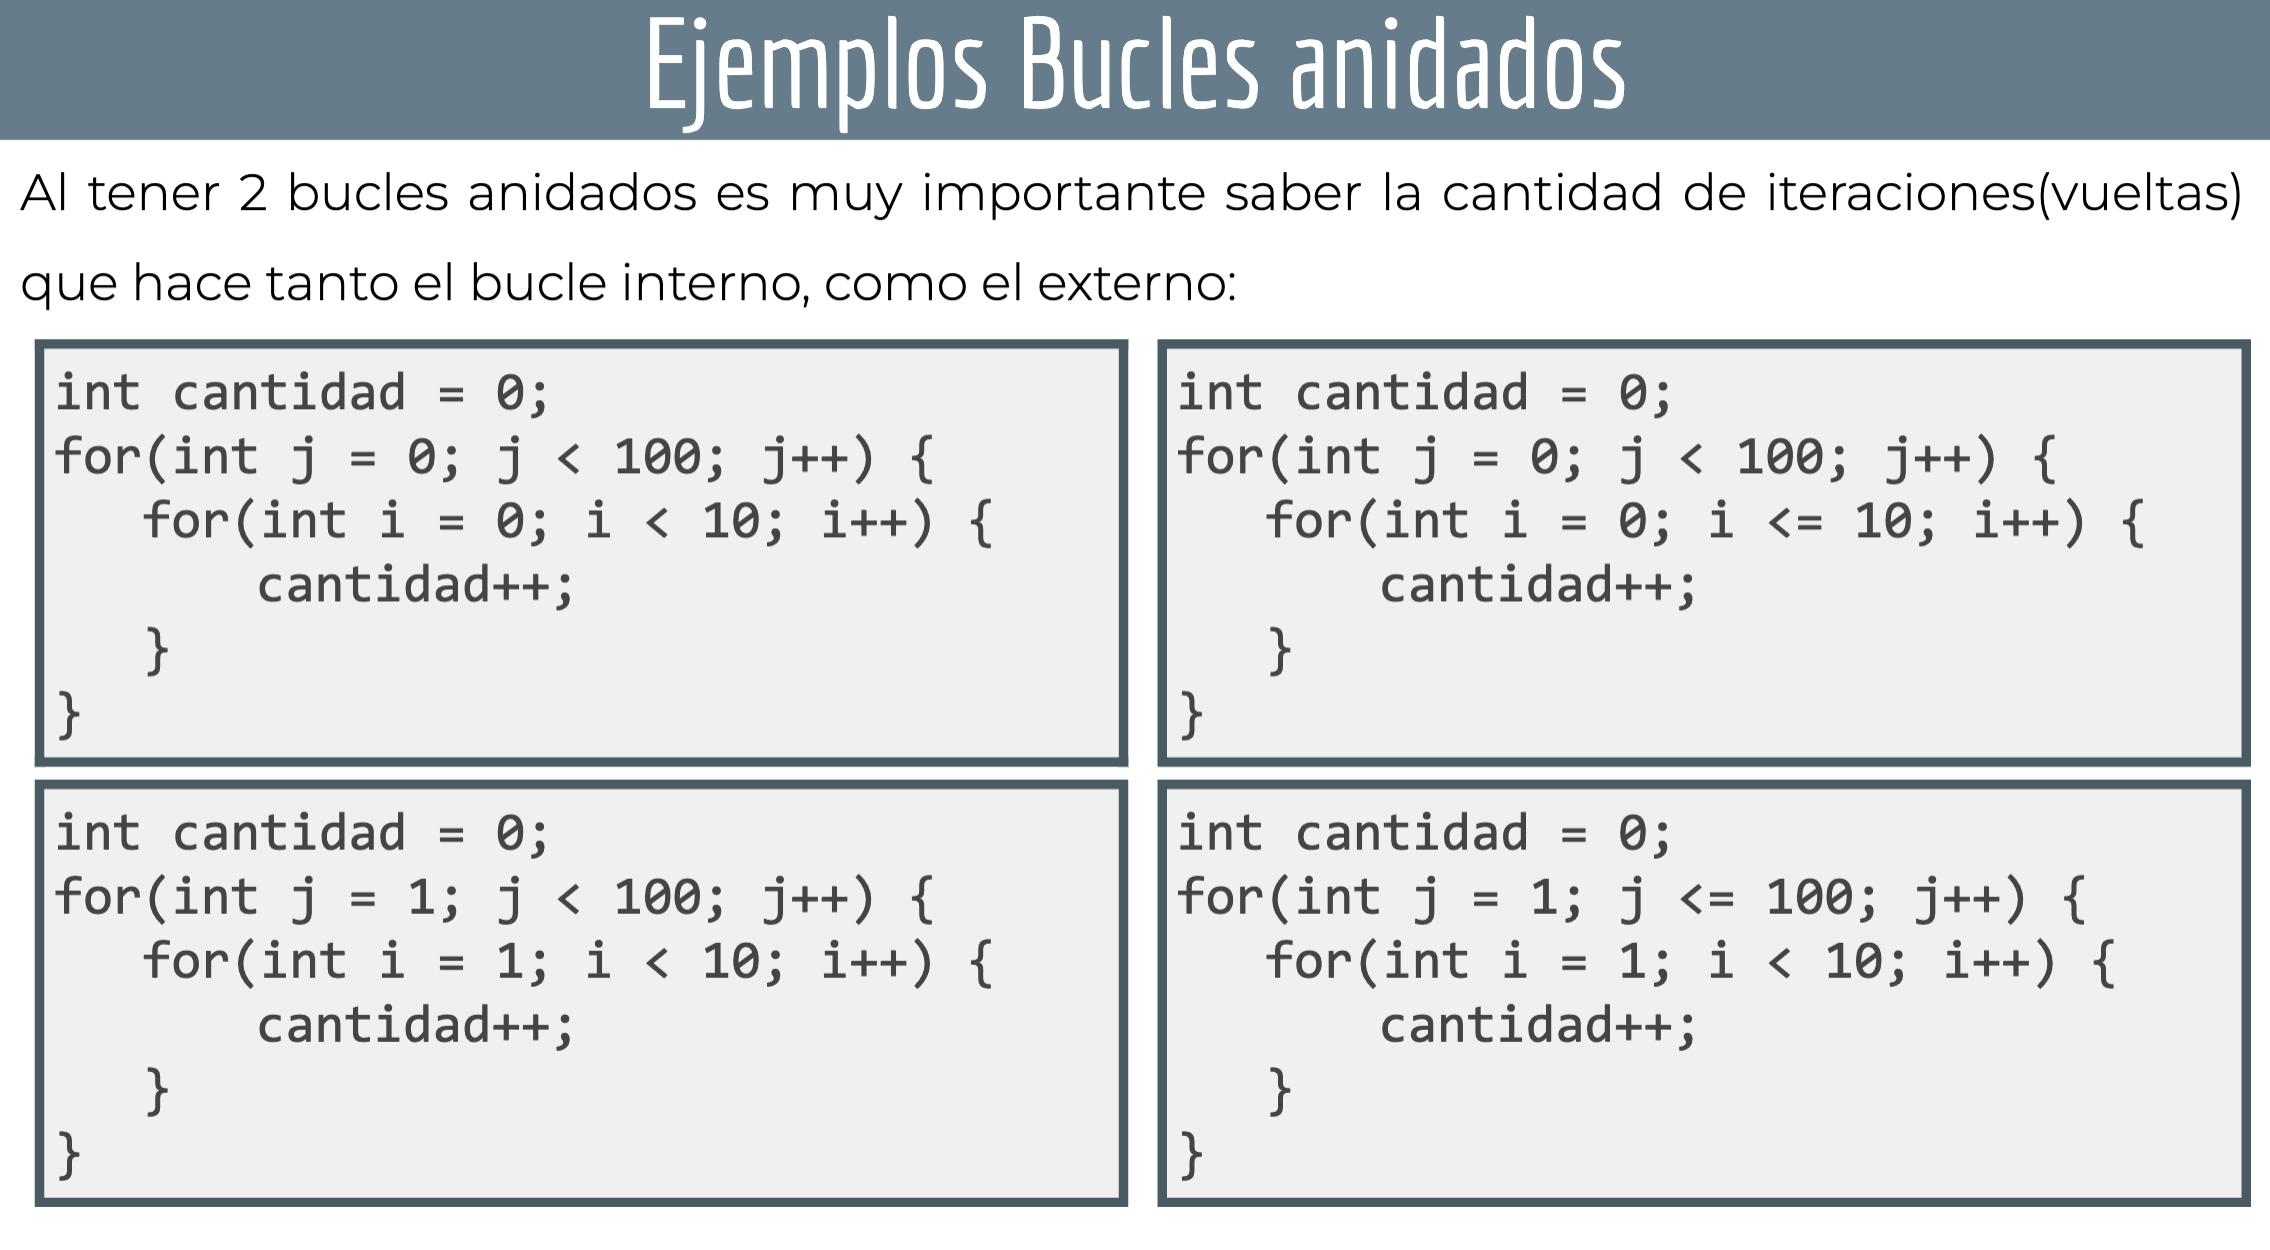 Ejemplos Bucles anidados
Al tener 2 bucles anidados es muy importante saber la cantidad de iteraciones(vueltas)
que hace tanto el bucle interno, como el externo:
int cantidad = 0;
for(int j = 0; j < 100; j++) {
   for(int i = 0; i < 10; i++) {
       cantidad++;
   }
}
int cantidad = 0;
for(int j = 0; j < 100; j++) {
   for(int i = 0; i <= 10; i++) {
       cantidad++;
   }
}
int cantidad = 0;
for(int j = 1; j < 100; j++) {
   for(int i = 1; i < 10; i++) {
       cantidad++;
   }
}
int cantidad = 0;
for(int j = 1; j <= 100; j++) {
   for(int i = 1; i < 10; i++) {
       cantidad++;
   }
}